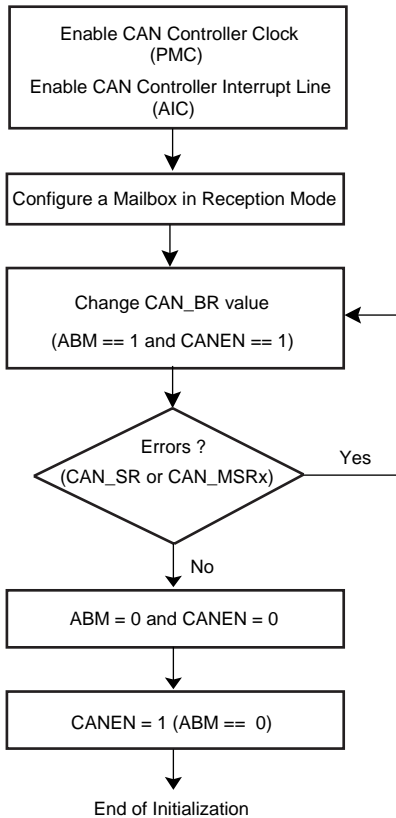 Enable CAN Controller Clock
(PMC)
Enable CAN Controller Interrupt Line
(AIC)
Configure a Mailbox in Reception Mode
Change CAN_BR value
(ABM == 1 and CANEN == 1)
Errors ?
(CAN_SR or CAN_MSRx)
Yes
No
ABM = 0 and CANEN = 0
CANEN = 1 (ABM == 0)
End of Initialization